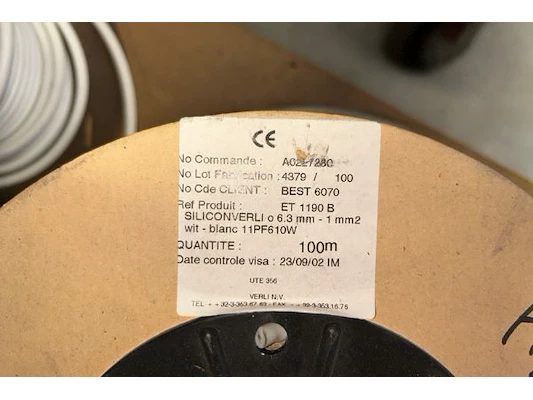 CE
No Commande :
No Lot Fabrication : 4379 / 100
No Cde CLIENT : BEST 6070
Ref Produit : ET 1190 B
SILICONVERLI o 6.3 mm - 1 mm2
wit - blanc 11PF610W
QUANTITE : 100m
Date controle visa : 23/09/02 IM
UTE 356
VERLI N.V.